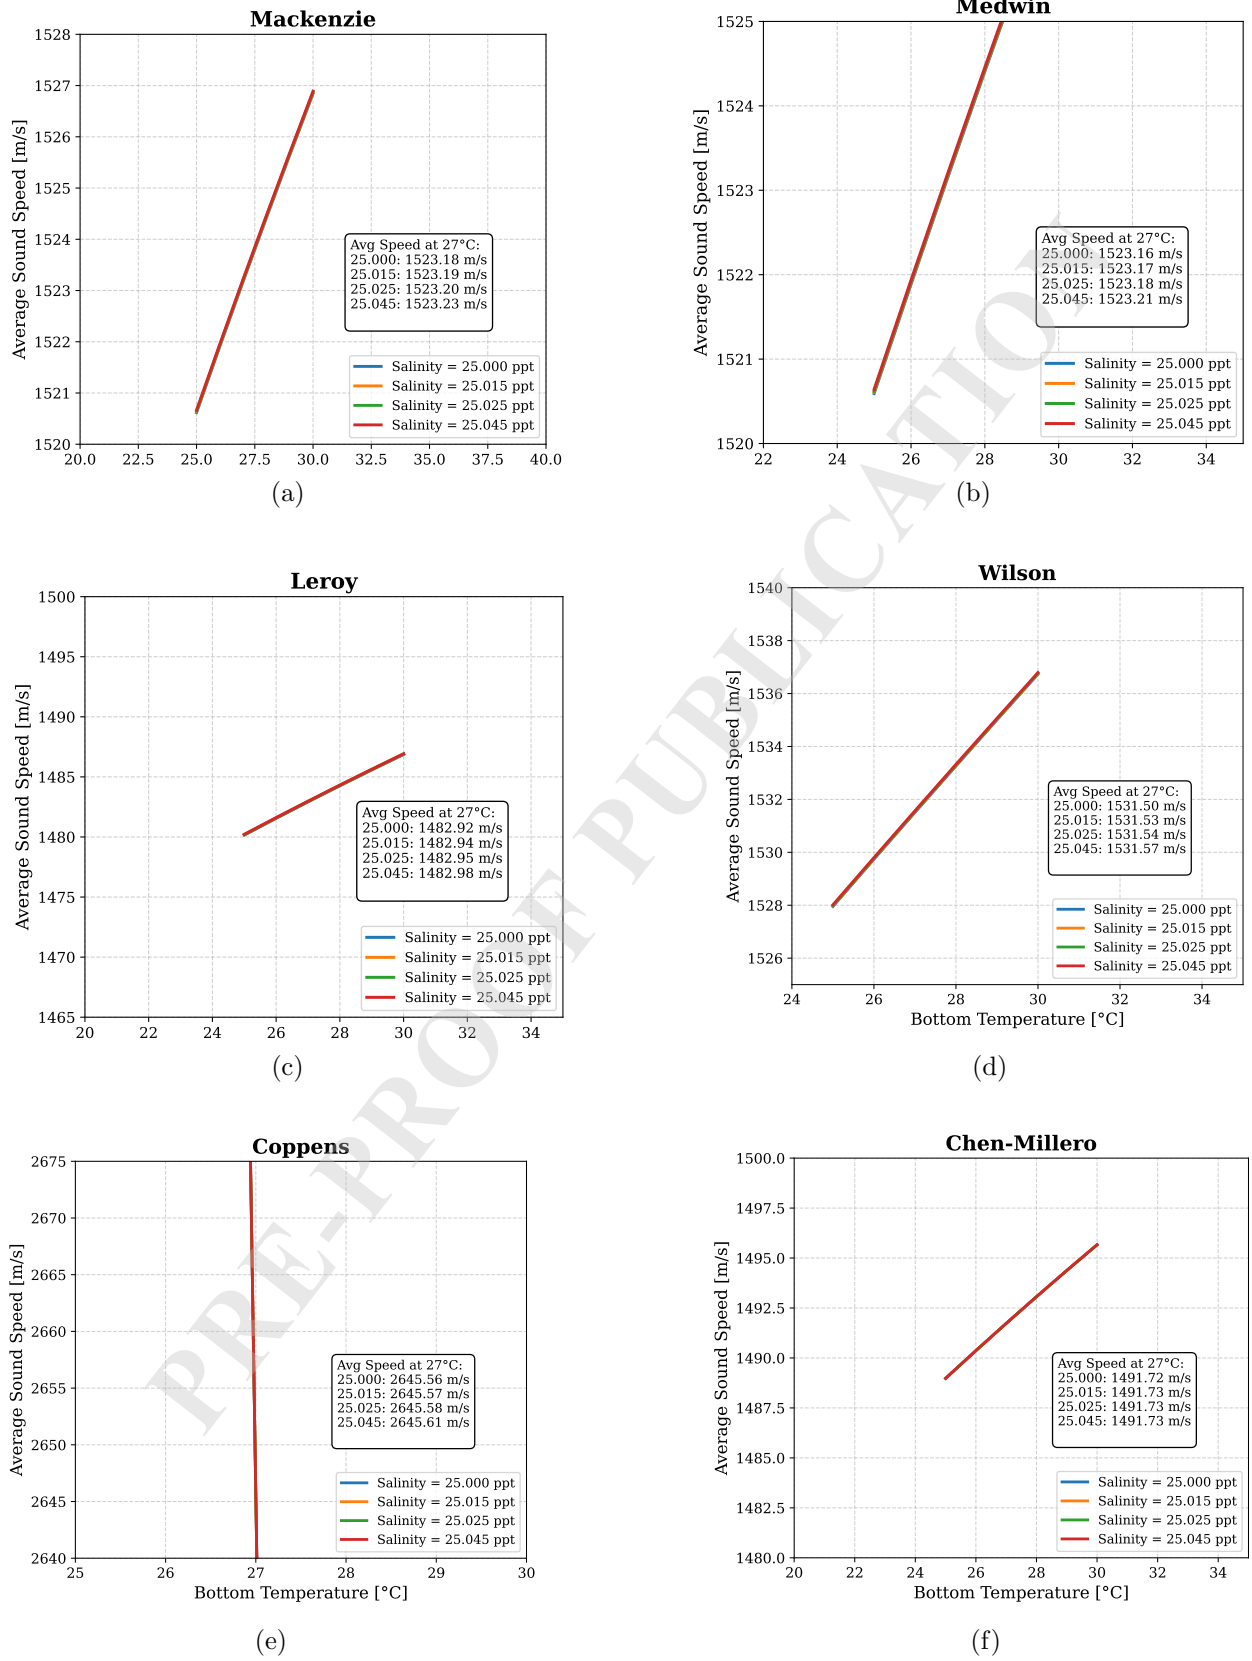 Mackenzie
1528
1527
1526
1525
1524
1523
1522
1521
1520
Average Sound Speed [m/s]
20.0 22.5 25.0 27.5 30.0 32.5 35.0 37.5 40.0
Avg Speed at 27°C:
25.000: 1523.18 m/s
25.015: 1523.19 m/s
25.025: 1523.20 m/s
25.045: 1523.23 m/s
Salinity = 25.000 ppt
Salinity = 25.015 ppt
Salinity = 25.025 ppt
Salinity = 25.045 ppt
(a)
Medwin
1525
1524
1523
1522
1521
1520
Average Sound Speed [m/s]
22 24 26 28 30 32 34
Avg Speed at 27°C:
25.000: 1523.16 m/s
25.015: 1523.17 m/s
25.025: 1523.18 m/s
25.045: 1523.21 m/s
Salinity = 25.000 ppt
Salinity = 25.015 ppt
Salinity = 25.025 ppt
Salinity = 25.045 ppt
(b)
Leroy
1500
1495
1490
1485
1480
1475
1470
1465
Average Sound Speed [m/s]
20 22 24 26 28 30 32 34
Avg Speed at 27°C:
25.000: 1482.92 m/s
25.015: 1482.94 m/s
25.025: 1482.95 m/s
25.045: 1482.98 m/s
Salinity = 25.000 ppt
Salinity = 25.015 ppt
Salinity = 25.025 ppt
Salinity = 25.045 ppt
(c)
Wilson
1540
1538
1536
1534
1532
1530
1528
1526
Average Sound Speed [m/s]
24 26 28 30 32 34
Bottom Temperature [°C]
Avg Speed at 27°C:
25.000: 1531.50 m/s
25.015: 1531.53 m/s
25.025: 1531.54 m/s
25.045: 1531.57 m/s
Salinity = 25.000 ppt
Salinity = 25.015 ppt
Salinity = 25.025 ppt
Salinity = 25.045 ppt
(d)
Coppens
2675
2670
2665
2660
2655
2650
2645
2640
Average Sound Speed [m/s]
25 26 27 28 29 30
Bottom Temperature [°C]
Avg Speed at 27°C:
25.000: 2645.56 m/s
25.015: 2645.57 m/s
25.025: 2645.58 m/s
25.045: 2645.61 m/s
Salinity = 25.000 ppt
Salinity = 25.015 ppt
Salinity = 25.025 ppt
Salinity = 25.045 ppt
(e)
Chen-Millero
1500.0
1497.5
1495.0
1492.5
1490.0
1487.5
1485.0
1482.5
1480.0
Average Sound Speed [m/s]
20 22 24 26 28 30 32 34
Avg Speed at 27°C:
25.000: 1491.72 m/s
25.015: 1491.73 m/s
25.025: 1491.73 m/s
25.045: 1491.73 m/s
Salinity = 25.000 ppt
Salinity = 25.015 ppt
Salinity = 25.025 ppt
Salinity = 25.045 ppt
(f)
PRE-PROOF PUBLICATION